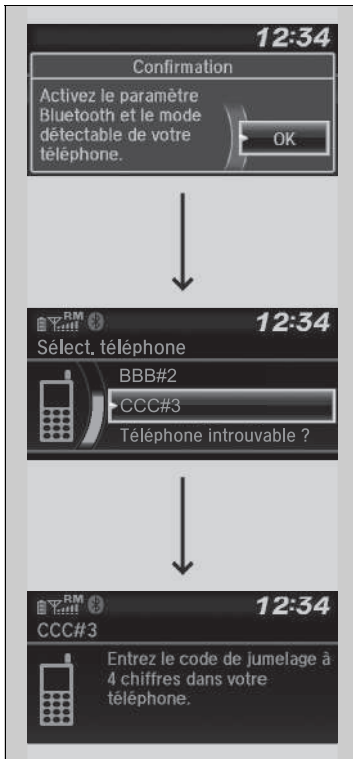 12:34
Confirmation
Activez le paramètre
Bluetooth et le mode
détectable de votre
téléphone.
OK
RM
12:34
Sélect. téléphone
BBB#2
CCC#3
Téléphone introuvable ?
RM
12:34
CCC#3
Entrez le code de jumelage à
4 chiffres dans votre
téléphone.